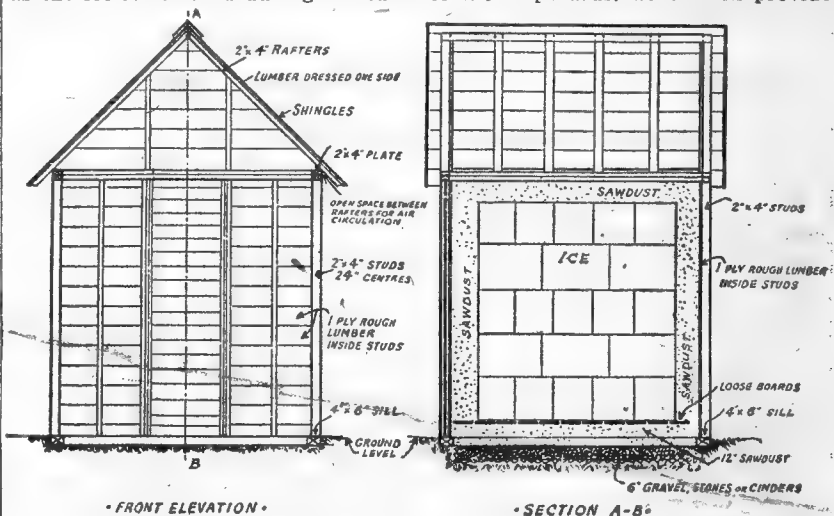 A
2"x 4" RAFTERS
LUMBER DRESSED ONE SIDE
SHINGLES
2"x 4" PLATE
OPEN SPACE BETWEEN
RAFTERS FOR AIR
CIRCULATION.
2"x 4" STUDS
24" CENTRES
1 PLY ROUGH
LUMBER
INSIDE STUDS
4"x 6" SILL
GROUND
LEVEL
B
• FRONT ELEVATION •
SAWDUST
ICE
SAWDUST
SAWDUST
2"x 4" STUDS
1 PLY ROUGH LUMBER
INSIDE STUDS
LOOSE BOARDS
4"x 6" SILL
12" SAWDUST
6" GRAVEL, STONES OR CINDERS
• SECTION A-B •